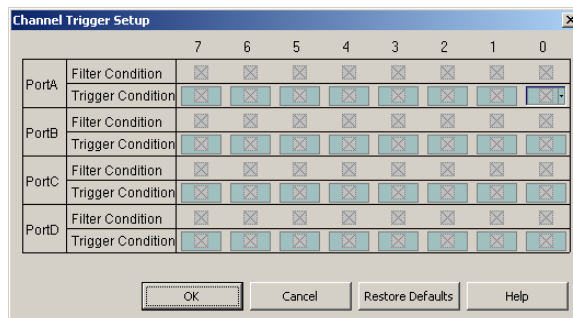 Channel Trigger Setup
7 6 5 4 3 2 1 0
PortA
Filter Condition
Trigger Condition
PortB
Filter Condition
Trigger Condition
PortC
Filter Condition
Trigger Condition
PortD
Filter Condition
Trigger Condition
OK Cancel Restore Defaults Help